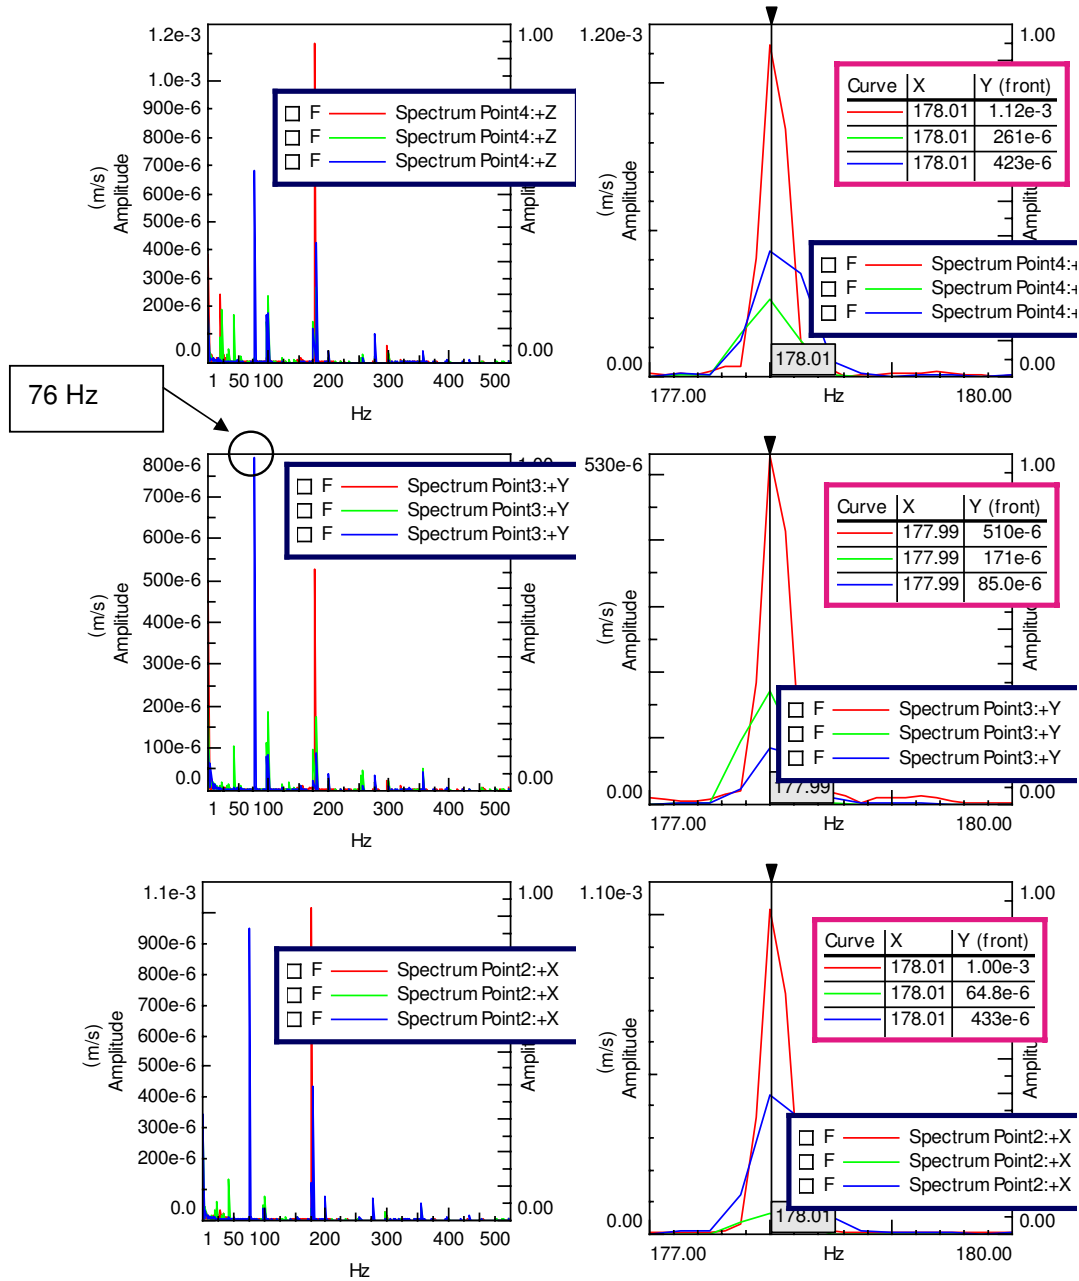 1.2e-3
1.0e-3
900e-6
800e-6
700e-6
600e-6
500e-6
400e-6
300e-6
200e-6
0.0
(m/s)
Amplitude
1.00
0.00
Amplitude
1 50 100 200 300 400 500
Hz
F Spectrum Point4:+Z
F Spectrum Point4:+Z
F Spectrum Point4:+Z
1.20e-3
0.00
(m/s)
Amplitude
1.00
0.00
177.00 Hz 180.00
178.01
Curve X Y (front)
178.01 1.12e-3
178.01 261e-6
178.01 423e-6
F Spectrum Point4:+
F Spectrum Point4:+
F Spectrum Point4:+
76 Hz
800e-6
700e-6
600e-6
500e-6
400e-6
300e-6
200e-6
100e-6
0.0
(m/s)
Amplitude
1.00
0.00
Amplitude
1 50 100 200 300 400 500
Hz
F Spectrum Point3:+Y
F Spectrum Point3:+Y
F Spectrum Point3:+Y
530e-6
0.00
(m/s)
Amplitude
1.00
0.00
Amplitude
177.00 Hz 180.00
177.99
Curve X Y (front)
177.99 510e-6
177.99 171e-6
177.99 85.0e-6
F Spectrum Point3:+Y
F Spectrum Point3:+Y
F Spectrum Point3:+Y
1.1e-3
900e-6
800e-6
700e-6
600e-6
500e-6
400e-6
300e-6
200e-6
0.0
(m/s)
Amplitude
1.00
0.00
Amplitude
1 50 100 200 300 400 500
Hz
F Spectrum Point2:+X
F Spectrum Point2:+X
F Spectrum Point2:+X
1.10e-3
0.00
(m/s)
Amplitude
1.00
0.00
Amplitude
177.00 Hz 180.00
178.01
Curve X Y (front)
178.01 1.00e-3
178.01 64.8e-6
178.01 433e-6
F Spectrum Point2:+X
F Spectrum Point2:+X
F Spectrum Point2:+X